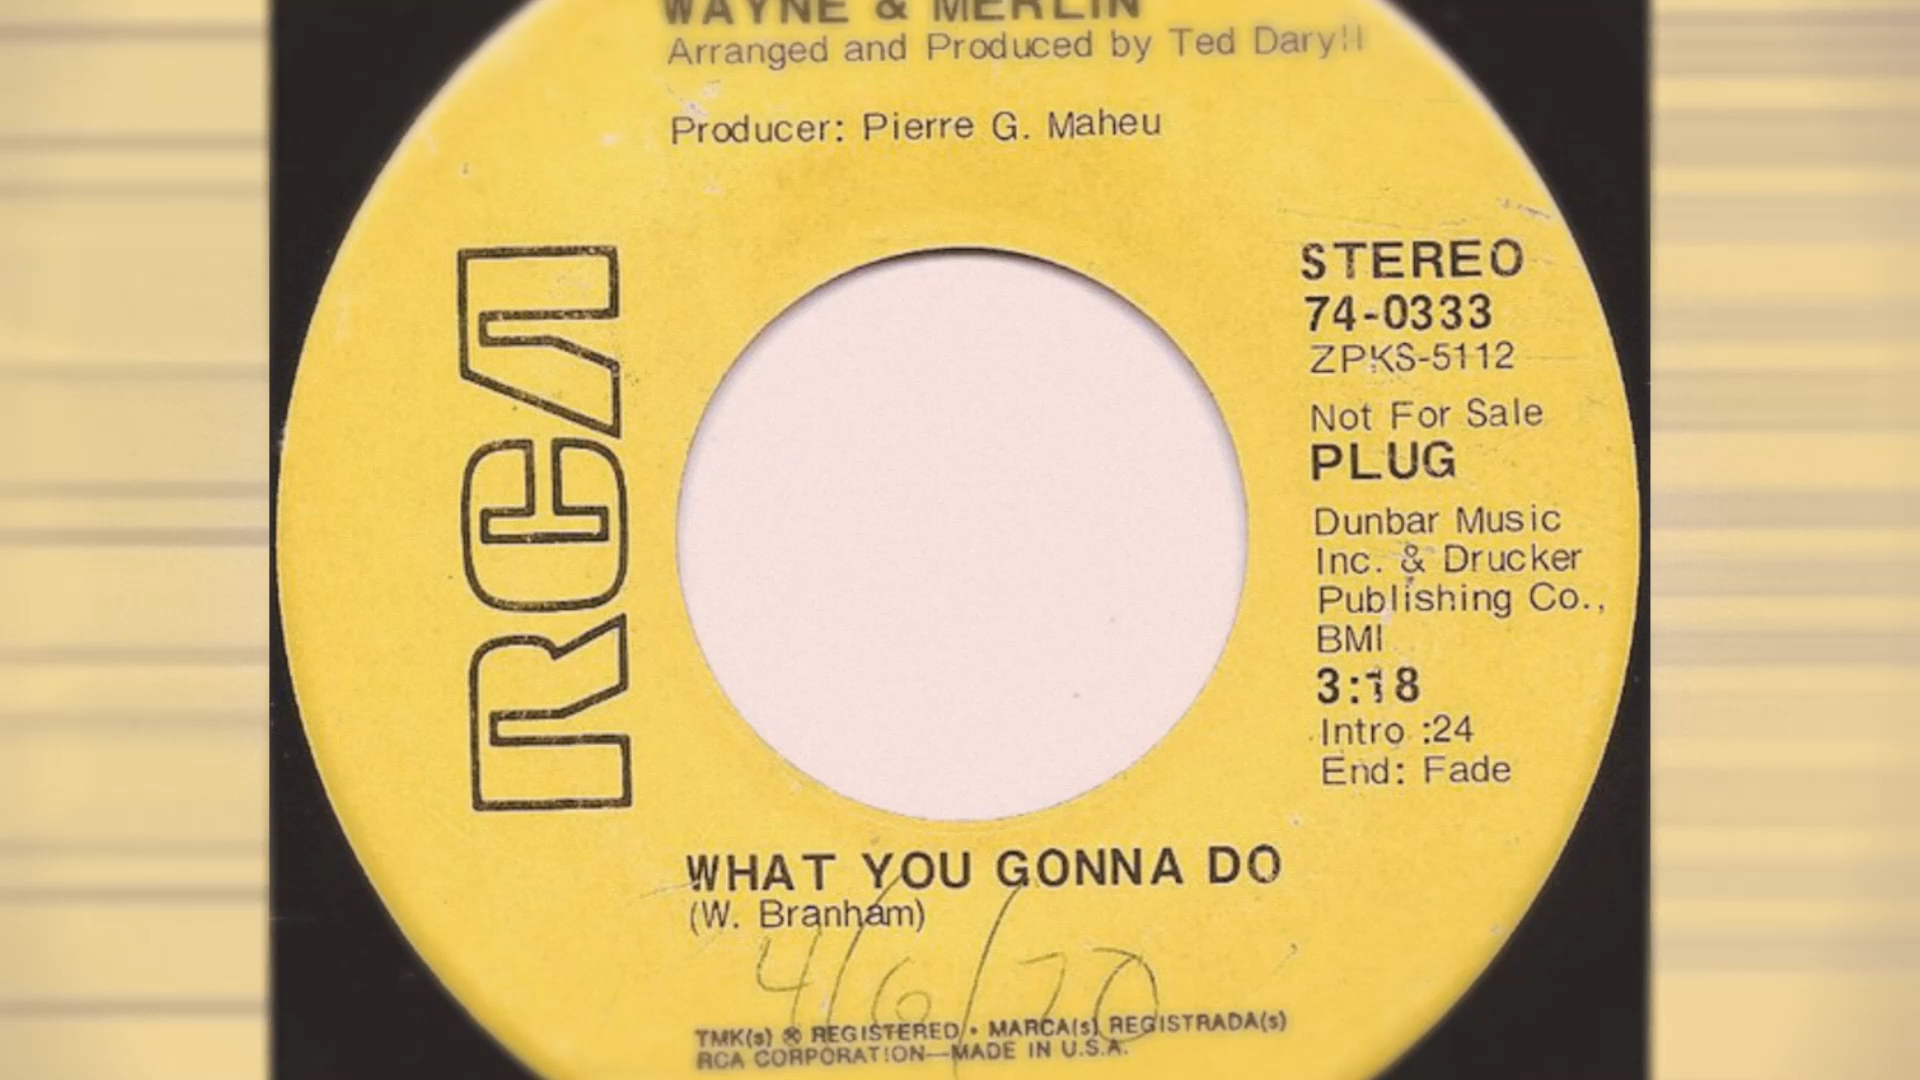 WAYNE & MERLIN
Arranged and Produced by Ted Daryll
Producer: Pierre G. Maheu
RCA
STEREO
74-0333
ZPKS-5112
Not For Sale
PLUG
Dunbar Music
Inc. & Drucker
Publishing Co.,
BMI
3:18
Intro :24
End: Fade
WHAT YOU GONNA DO
(W. Branham)
4/6/70
TMK(s) ® REGISTERED • MARCA(s) REGISTRADA(s)
RCA CORPORATION—MADE IN U.S.A.